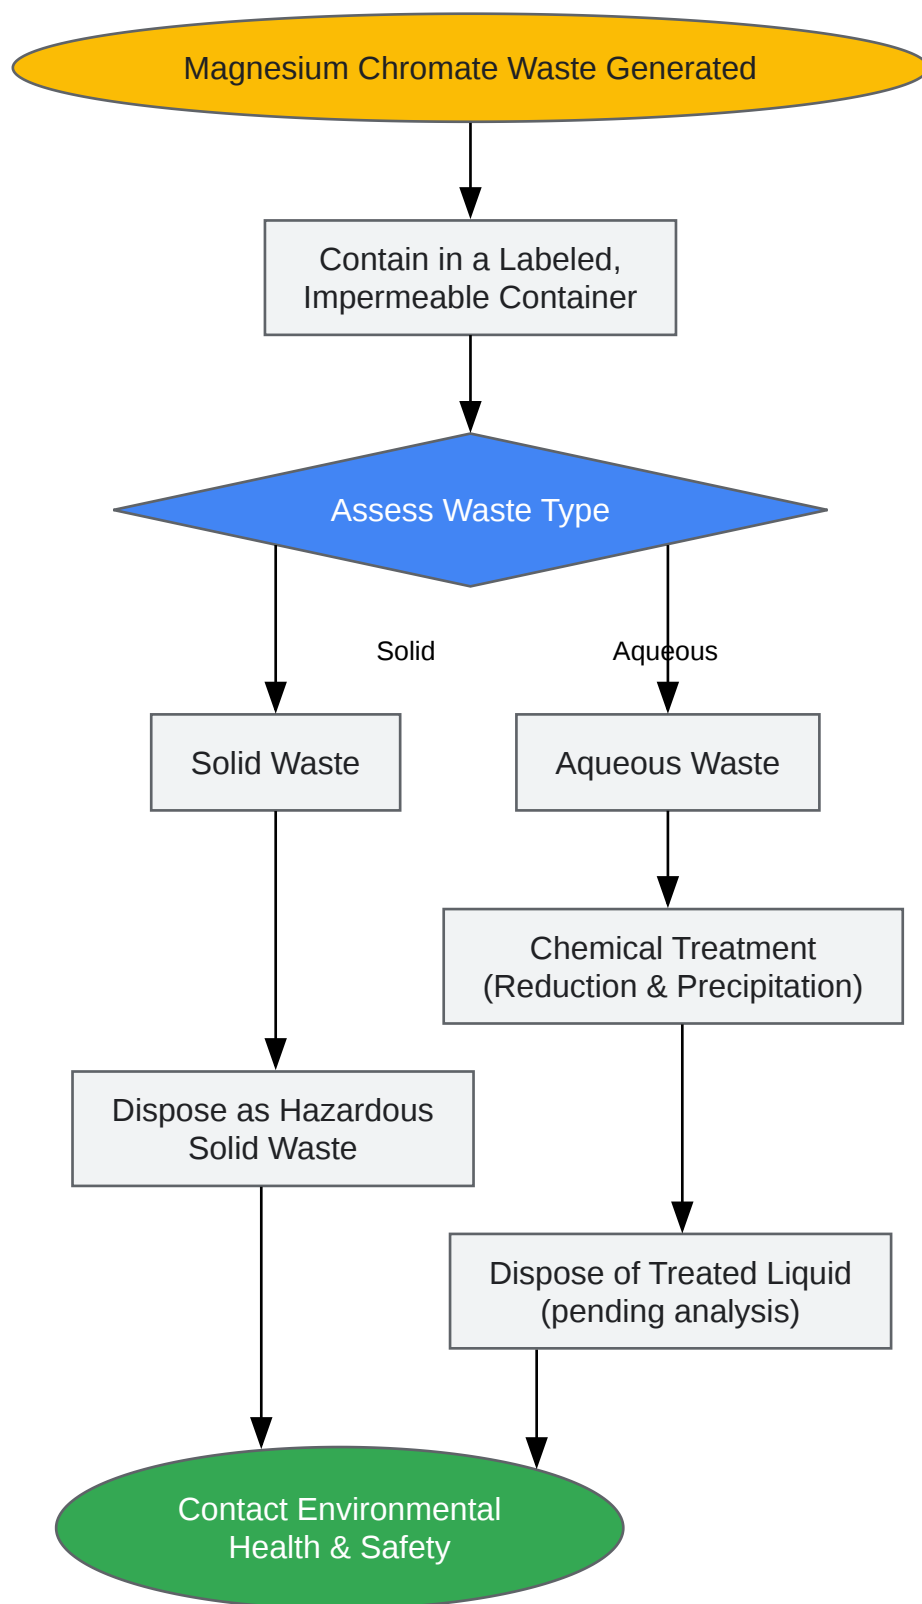 Magnesium Chromate Waste Generated
Contain in a Labeled,
Impermeable Container
Assess Waste Type
Solid
Aqueous
Solid Waste
Aqueous Waste
Chemical Treatment
(Reduction & Precipitation)
Dispose as Hazardous
Solid Waste
Dispose of Treated Liquid
(pending analysis)
Contact Environmental
Health & Safety